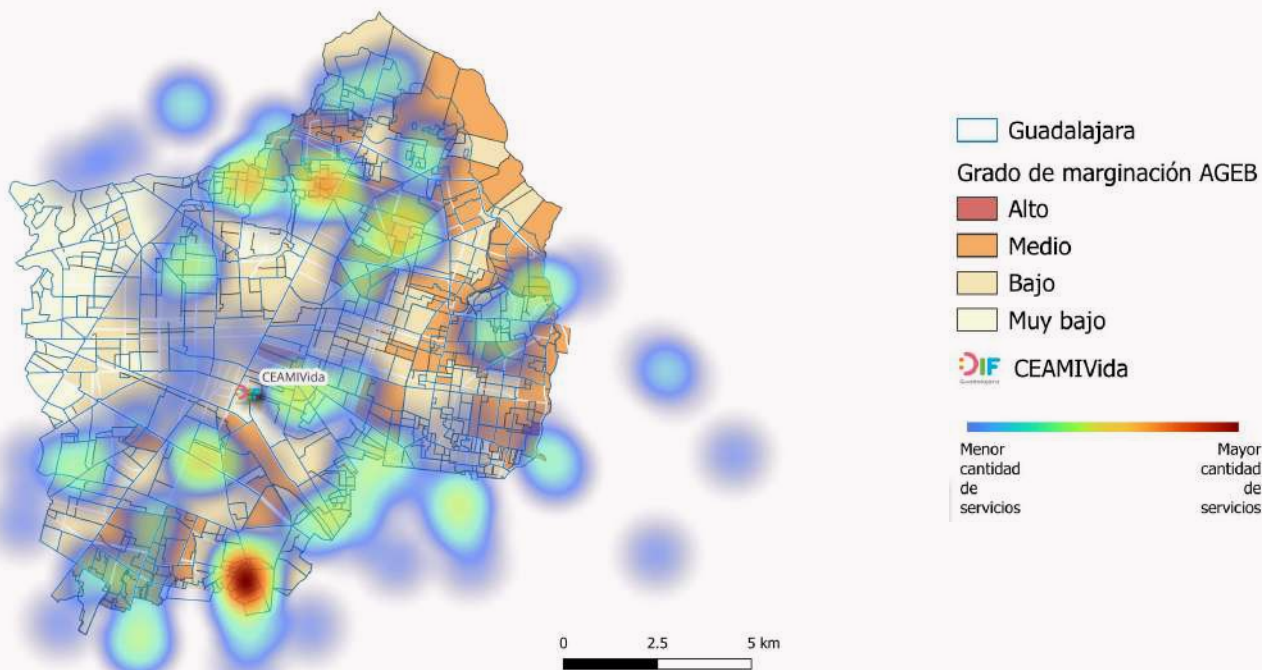 CEAMIVida
Guadalajara
Grado de marginación AGEB
Alto
Medio
Bajo
Muy bajo
DIF
Guadalajara
CEAMIVida
Menor
cantidad
de
servicios
Mayor
cantidad
de
servicios
0 2.5 5 km